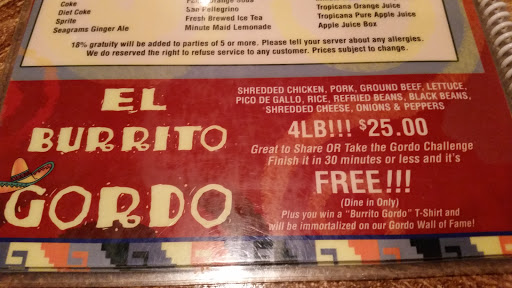 Coke
Diet Coke
Sprite
Seagrams Ginger Ale
Orange Soda
San Pellegrino
Fresh Brewed Ice Tea
Minute Maid Lemonade
Tropicana Orange Juice
Tropicana Pure Apple Juice
Apple Juice Box
18% gratuity will be added to parties of 5 or more. Please tell your server about any allergies.
We do reserved the right to refuse service to any customer. Prices subject to change.
EL
BURRITO
GORDO
SHREDDED CHICKEN, PORK, GROUND BEEF, LETTUCE,
PICO DE GALLO, RICE, REFRIED BEANS, BLACK BEANS,
SHREDDED CHEESE, ONIONS & PEPPERS
4LB!!! $25.00
Great to Share OR Take the Gordo Challenge
Finish it in 30 minutes or less and it's
FREE!!!
(Dine in Only)
Plus you win a "Burrito Gordo" T-Shirt and
will be immortalized on our Gordo Wall of Fame!